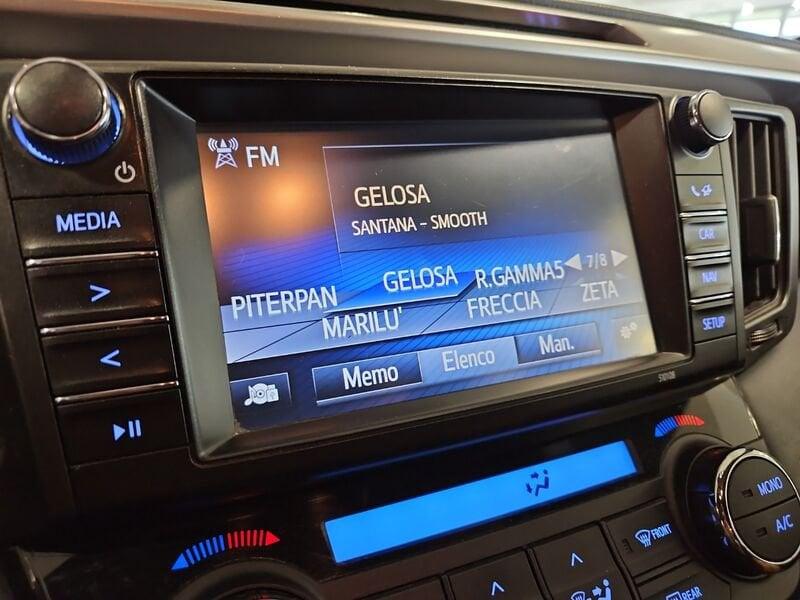 FM
GELOSA
SANTANA - SMOOTH
7/8
PITERPAN GELOSA R.GAMMA5
MARILU' FRECCIA ZETA
Memo Elenco Man.
MEDIA
>
<
CAR
NAV
SETUP
MONO
A/C
FRONT
REAR